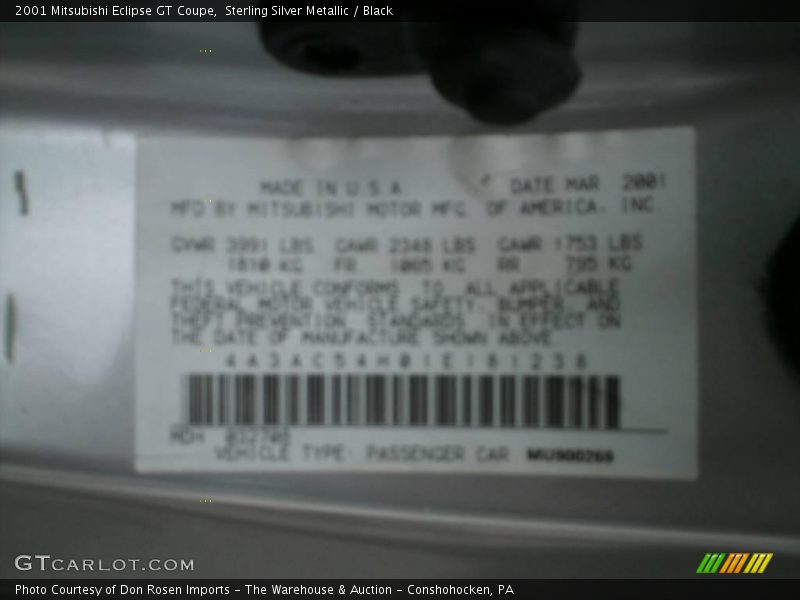 2001 Mitsubishi Eclipse GT Coupe,  Sterling Silver Metallic / Black
MADE IN U S A DATE MAR 2001
MFD BY MITSUBISHI MOTOR MFG. OF AMERICA. INC.
GVWR 3991 LBS GAWR 2348 LBS GAWR 1753 LBS
1810 KG FR 1065 KG RR 795 KG
THIS VEHICLE CONFORMS TO ALL APPLICABLE
FEDERAL MOTOR VEHICLE SAFETY, BUMPER, AND
THEFT PREVENTION STANDARDS IN EFFECT ON
THE DATE OF MANUFACTURE SHOWN ABOVE
4A3AC54H01E181236
MDH 032708
VEHICLE TYPE: PASSENGER CAR MU900269
GTCARLOT.COM
Photo Courtesy of Don Rosen Imports - The Warehouse & Auction - Conshohocken, PA